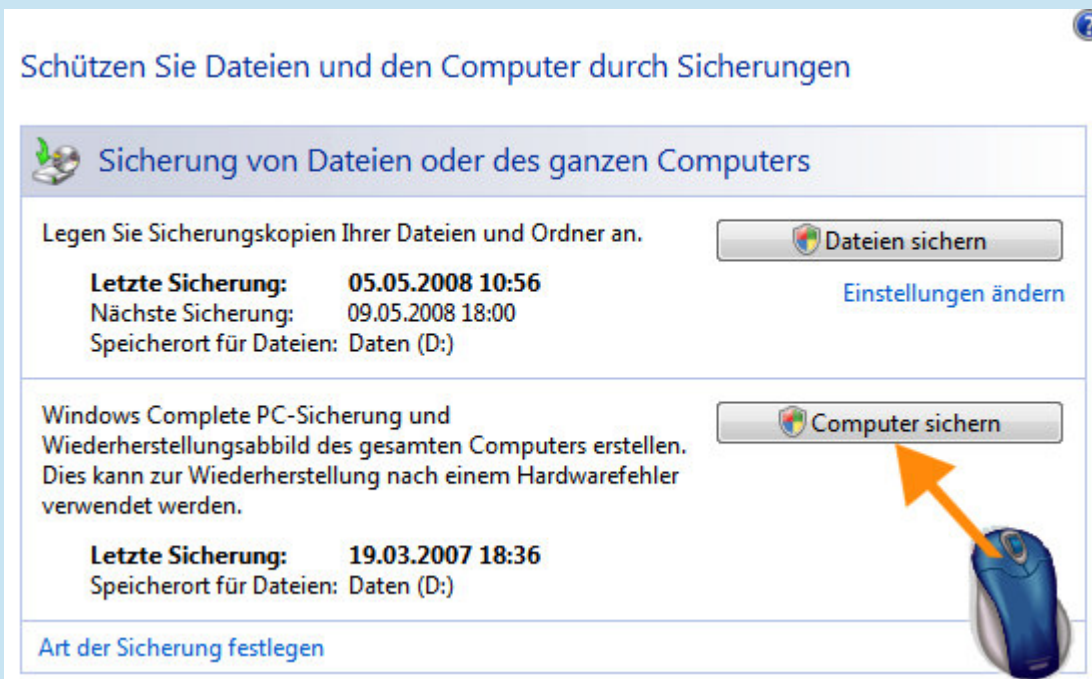 Schützen Sie Dateien und den Computer durch Sicherungen
Sicherung von Dateien oder des ganzen Computers
Legen Sie Sicherungskopien Ihrer Dateien und Ordner an.
Dateien sichern
Letzte Sicherung: 05.05.2008 10:56
Nächste Sicherung: 09.05.2008 18:00
Speicherort für Dateien: Daten (D:)
Einstellungen ändern
Windows Complete PC-Sicherung und
Wiederherstellungsabbild des gesamten Computers erstellen.
Dies kann zur Wiederherstellung nach einem Hardwarefehler
verwendet werden.
Computer sichern
Letzte Sicherung: 19.03.2007 18:36
Speicherort für Dateien: Daten (D:)
Art der Sicherung festlegen